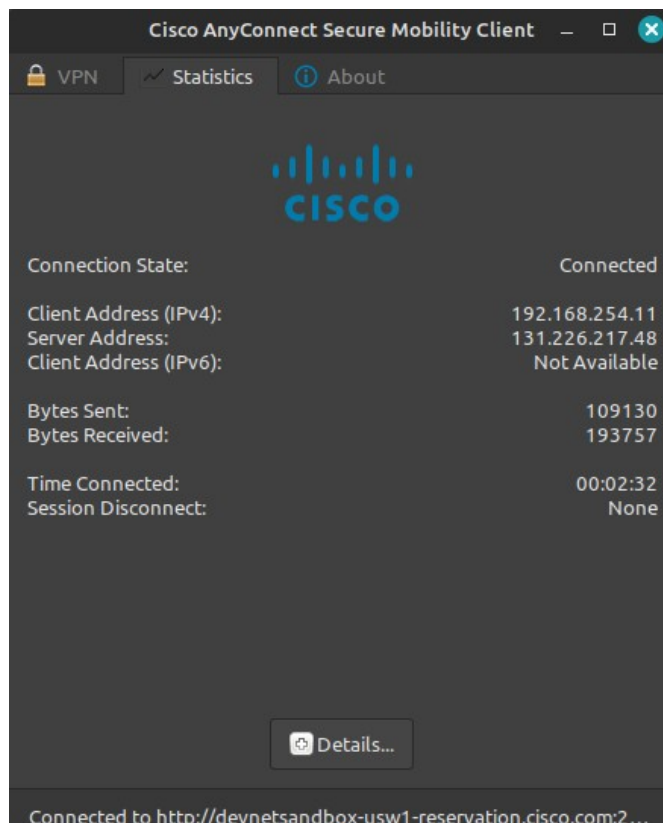 Cisco AnyConnect Secure Mobility Client
VPN Statistics About
CISCO
Connection State: Connected
Client Address (IPv4): 192.168.254.11
Server Address: 131.226.217.48
Client Address (IPv6): Not Available
Bytes Sent: 109130
Bytes Received: 193757
Time Connected: 00:02:32
Session Disconnect: None
Details...
Connected to http://devnetsandbox-usw1-reservation.cisco.com:2...